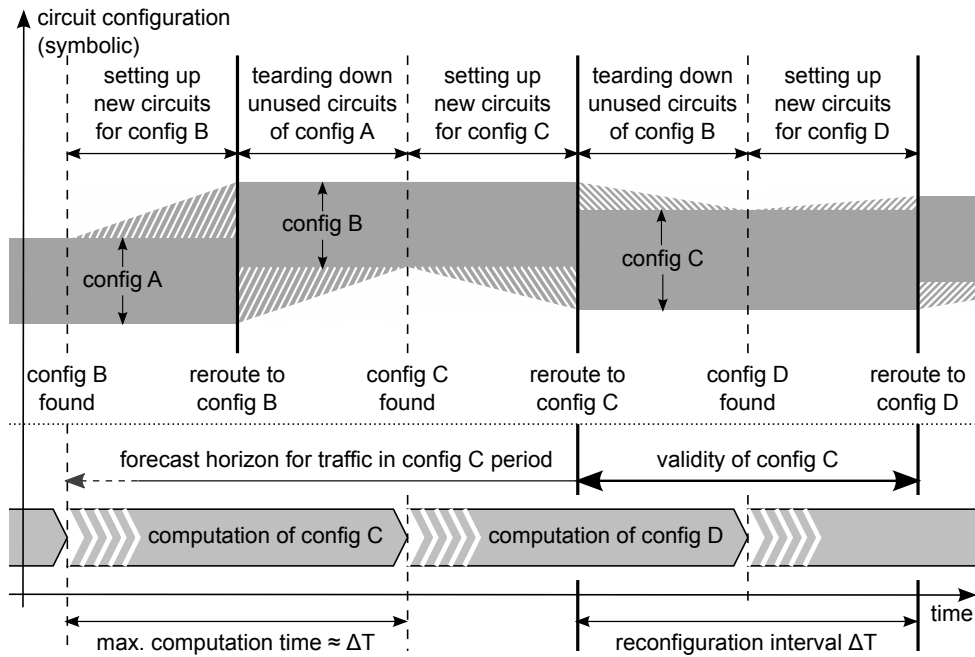 circuit configuration
(symbolic)
setting up
new circuits
for config B
tearding down
unused circuits
of config A
setting up
new circuits
for config C
tearding down
unused circuits
of config B
setting up
new circuits
for config D
config A
config B
config C
config B
found
reroute to
config B
config C
found
reroute to
config C
config D
found
reroute to
config D
forecast horizon for traffic in config C period
validity of config C
computation of config C
computation of config D
time
max. computation time ≈ ΔT
reconfiguration interval ΔT